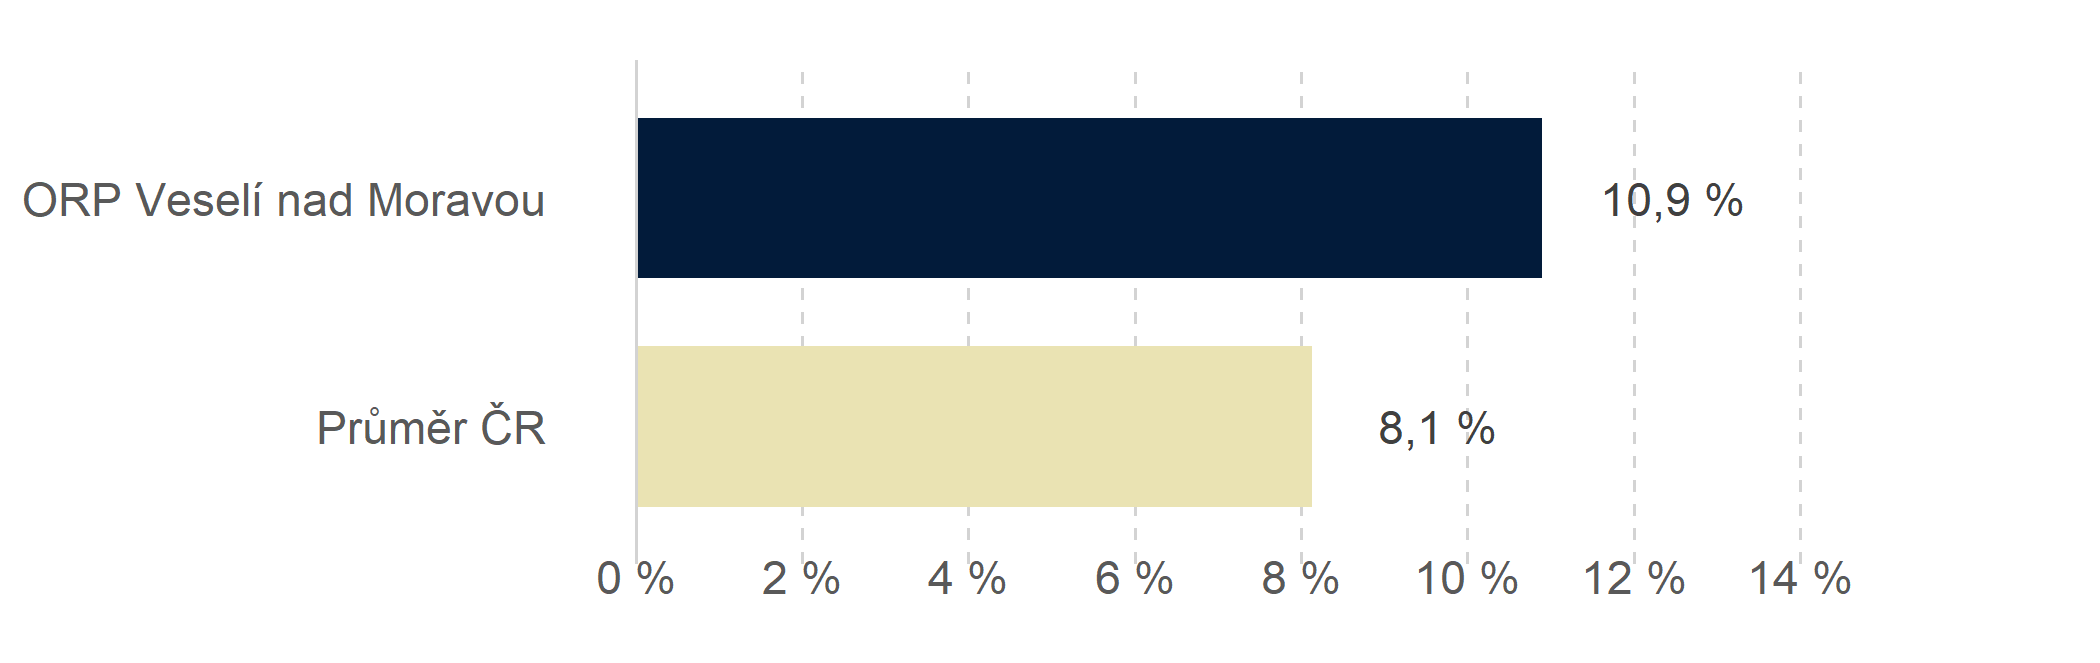 ORP Veselí nad Moravou
10,9 %
Průměr ČR
8,1 %
0 % 2 % 4 % 6 % 8 % 10 % 12 % 14 %